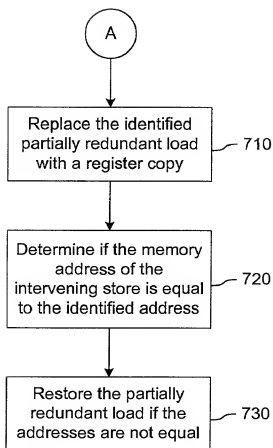 A
Replace the identified
partially redundant load
with a register copy
710
Determine if the memory
address of the
intervening store is equal
to the identified address
720
Restore the partially
redundant load if the
addresses are not equal
730